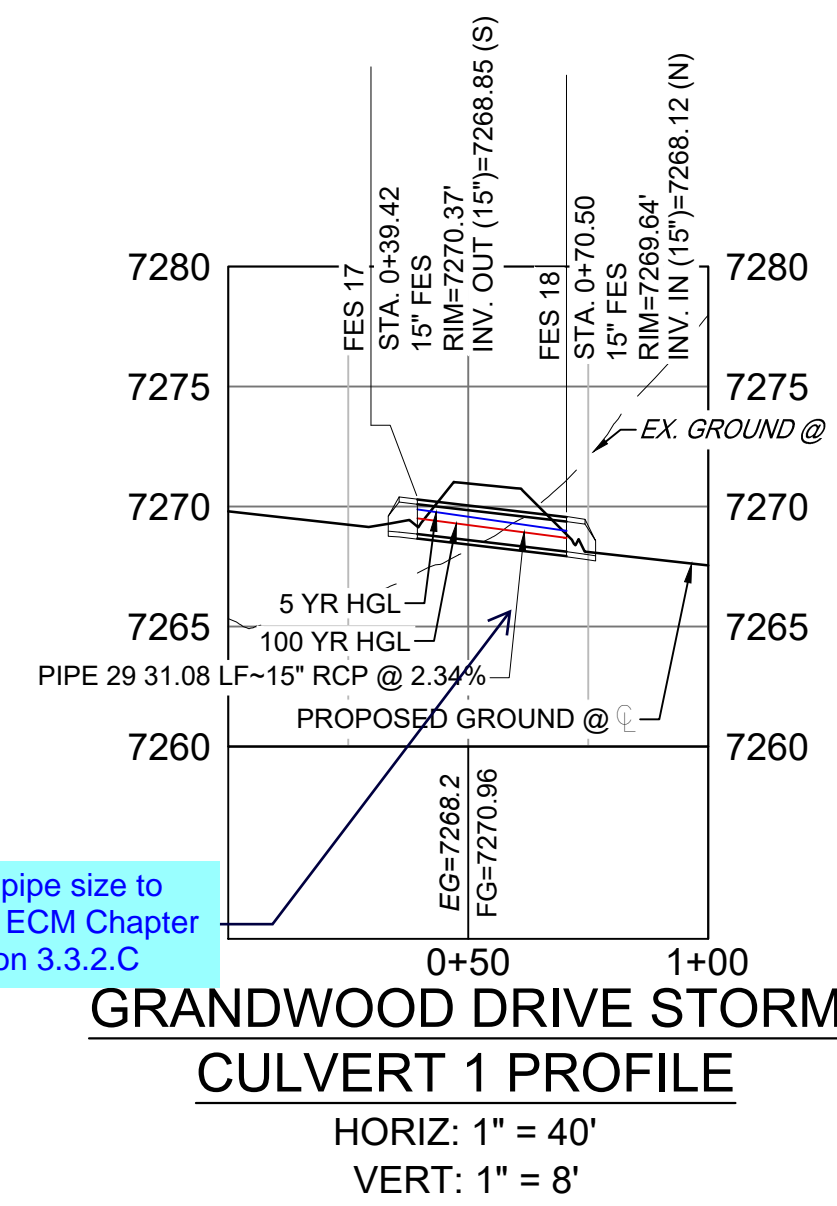 FES 17
STA. 0+39.42
15" FES
RIM=7270.37'
INV. OUT (15")=7268.85 (S)
FES 18
STA. 0+70.50
15" FES
RIM=7269.64'
INV. IN (15")=7268.12 (N)
7280
7280
7275
7275
EX. GROUND @
7270
7270
5 YR HGL
7265
7265
100 YR HGL
PIPE 29 31.08 LF~15" RCP @ 2.34%
PROPOSED GROUND @ ℄
7260
7260
EG=7268.2
FG=7270.96
pipe size to
ECM Chapter
on 3.3.2.C
0+50
1+00
GRANDWOOD DRIVE STORM
CULVERT 1 PROFILE
HORIZ: 1" = 40'
VERT: 1" = 8'